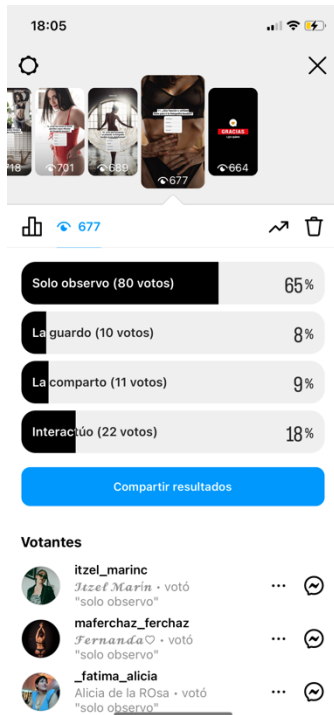 18:05
718
701
689
677
GRACIAS
664
677
Solo observo (80 votos)
65%
La guardo (10 votos)
8%
La comparto (11 votos)
9%
Interactúo (22 votos)
18%
Compartir resultados
Votantes
itzel_marinc
𝓘𝓽𝔃𝓮𝓵 𝓜𝓪𝓻í𝓷 • votó
"solo observo"
maferchaz_ferchaz
𝓕𝓮𝓻𝓷𝓪𝓷𝓭𝓪♡ • votó
"solo observo"
_fatima_alicia
Alicia de la ROsa • votó
"solo observo"